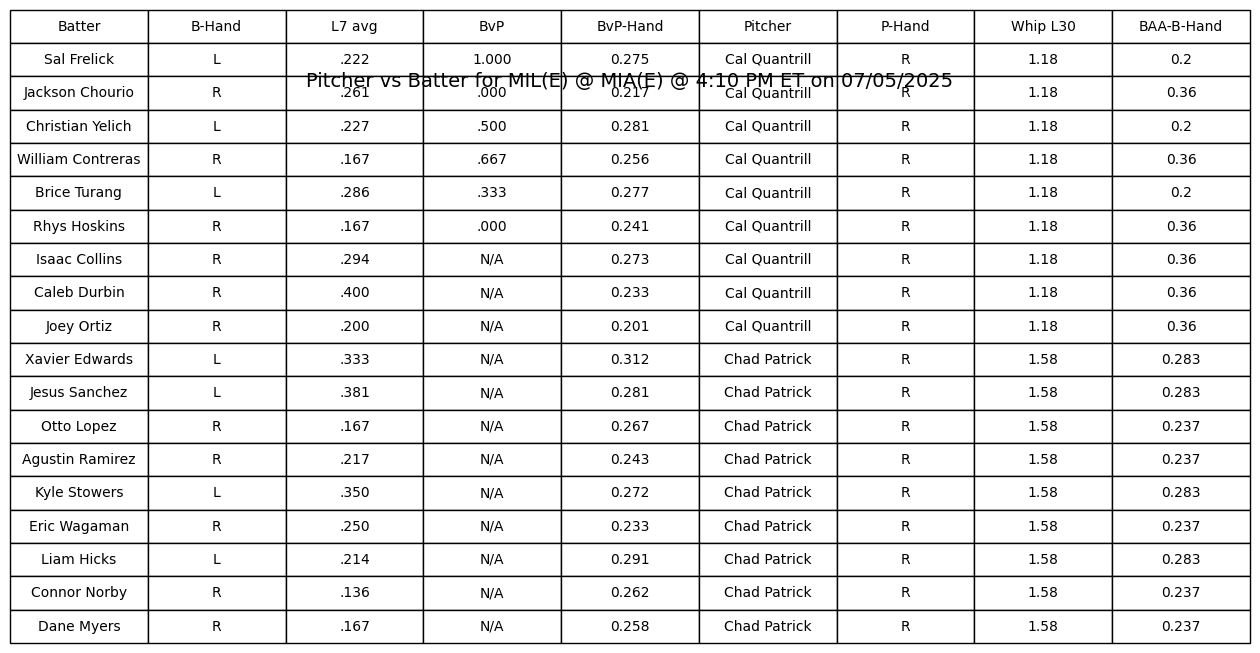 Batter B-Hand L7 avg BvP BvP-Hand Pitcher P-Hand Whip L30 BAA-B-Hand
Sal Frelick L .222 1.000 0.275 Cal Quantrill R 1.18 0.2
Pitcher vs Batter for MIL(E) @ MIA(E) @ 4:10 PM ET on 07/05/2025
Jackson Chourio R .261 .000 0.217 Cal Quantrill R 1.18 0.36
Christian Yelich L .227 .500 0.281 Cal Quantrill R 1.18 0.2
William Contreras R .167 .667 0.256 Cal Quantrill R 1.18 0.36
Brice Turang L .286 .333 0.277 Cal Quantrill R 1.18 0.2
Rhys Hoskins R .167 .000 0.241 Cal Quantrill R 1.18 0.36
Isaac Collins R .294 N/A 0.273 Cal Quantrill R 1.18 0.36
Caleb Durbin R .400 N/A 0.233 Cal Quantrill R 1.18 0.36
Joey Ortiz R .200 N/A 0.201 Cal Quantrill R 1.18 0.36
Xavier Edwards L .333 N/A 0.312 Chad Patrick R 1.58 0.283
Jesus Sanchez L .381 N/A 0.281 Chad Patrick R 1.58 0.283
Otto Lopez R .167 N/A 0.267 Chad Patrick R 1.58 0.237
Agustin Ramirez R .217 N/A 0.243 Chad Patrick R 1.58 0.237
Kyle Stowers L .350 N/A 0.272 Chad Patrick R 1.58 0.283
Eric Wagaman R .250 N/A 0.233 Chad Patrick R 1.58 0.237
Liam Hicks L .214 N/A 0.291 Chad Patrick R 1.58 0.283
Connor Norby R .136 N/A 0.262 Chad Patrick R 1.58 0.237
Dane Myers R .167 N/A 0.258 Chad Patrick R 1.58 0.237